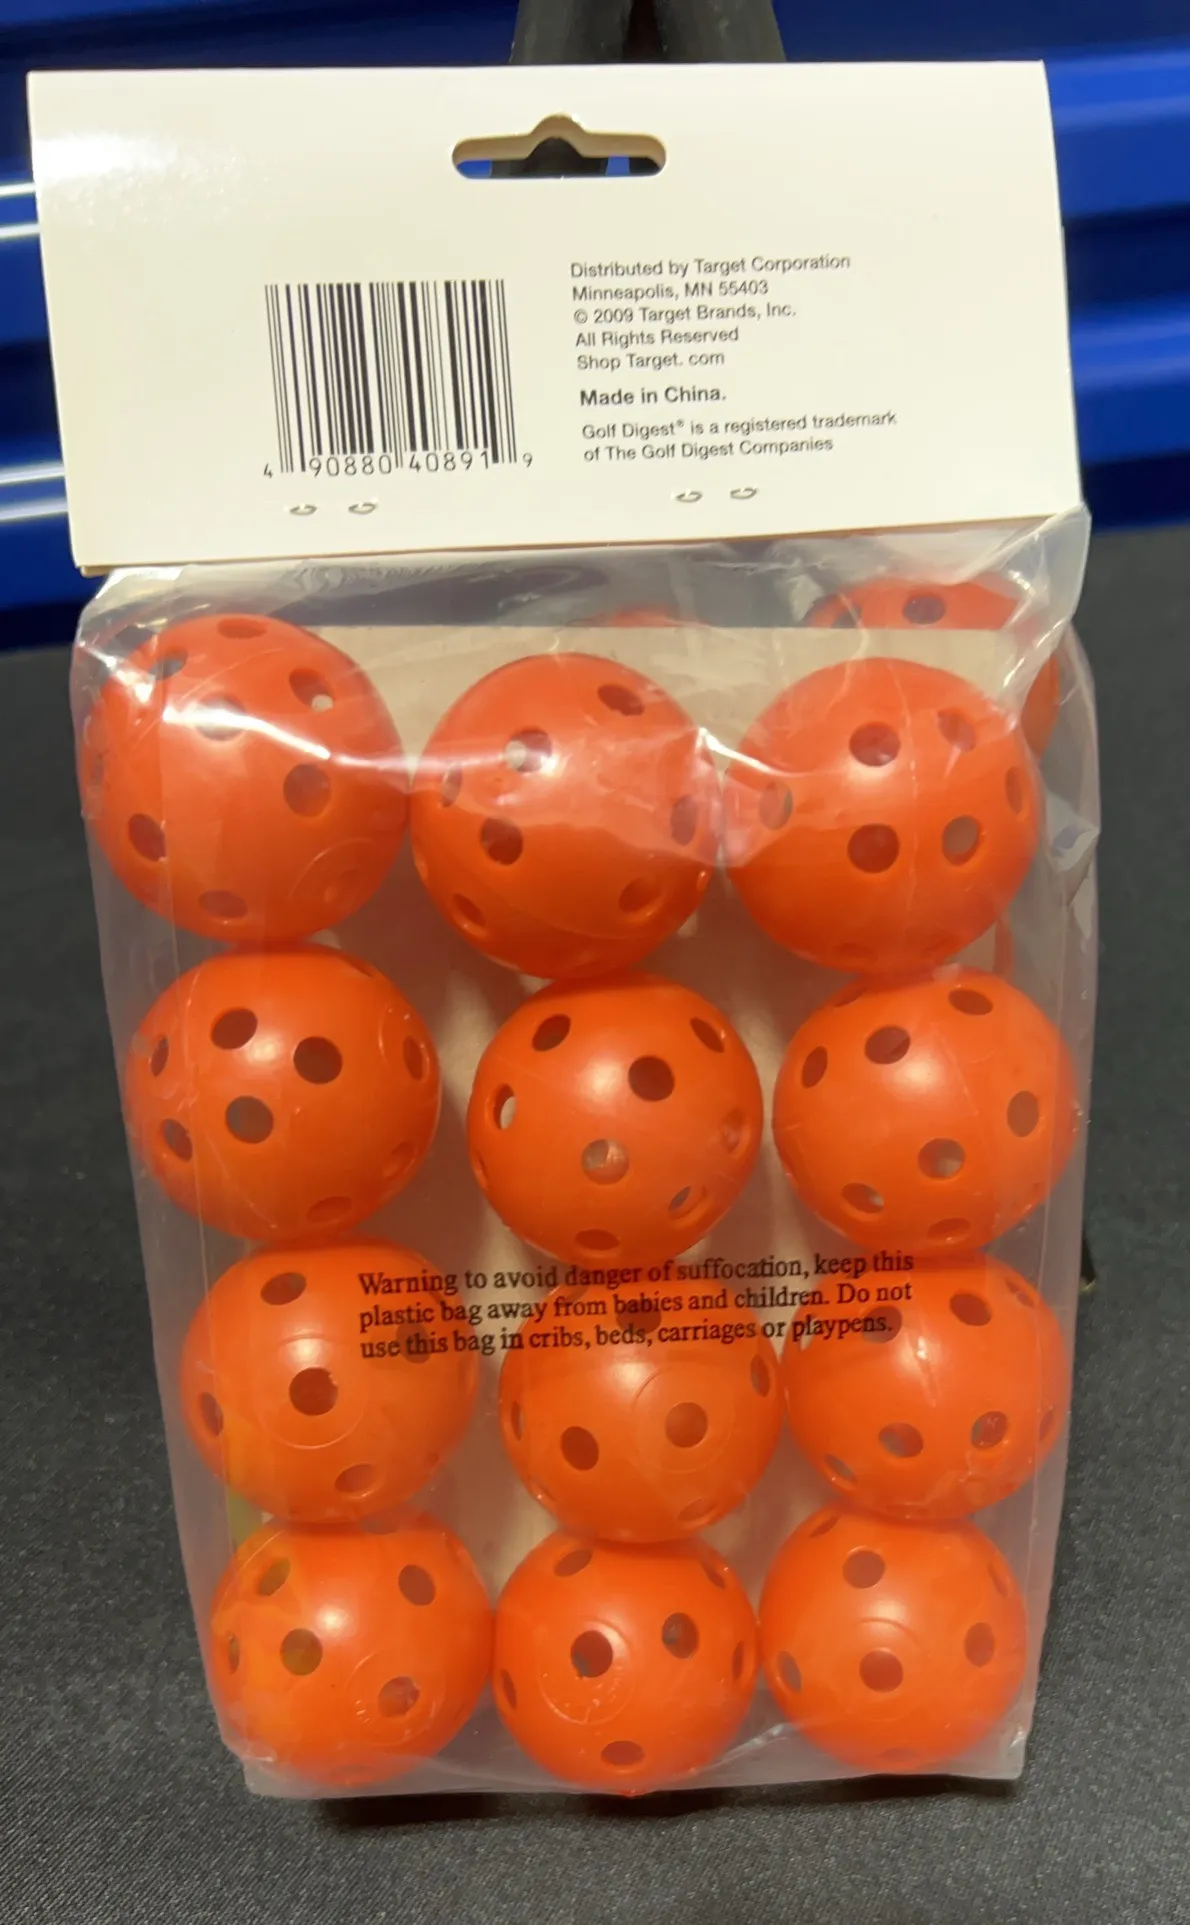 Distributed by Target Corporation
Minneapolis, MN 55403
© 2009 Target Brands, Inc.
All Rights Reserved
Shop Target. com
Made in China.
Golf Digest® is a registered trademark
of The Golf Digest Companies
4 90880 40891 9
Warning to avoid danger of suffocation, keep this
plastic bag away from babies and children. Do not
use this bag in cribs, beds, carriages or playpens.